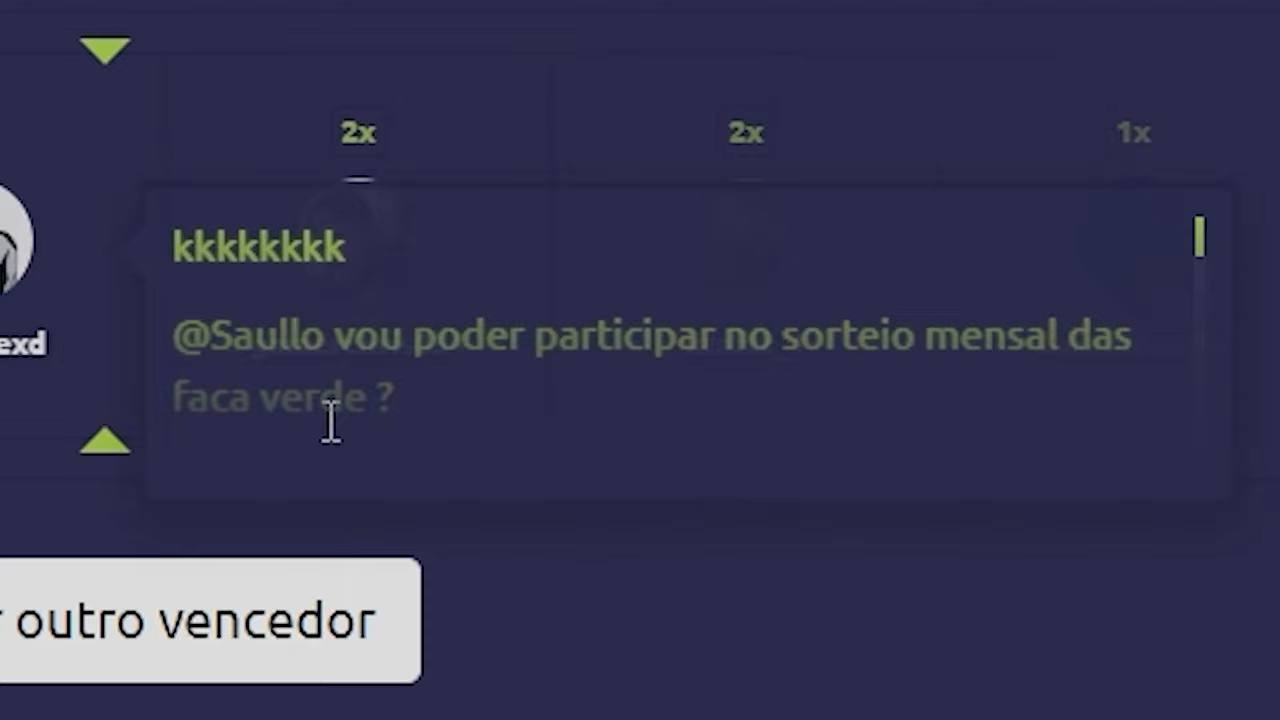 2x
2x
1x
kkkkkkkk
@Saullo vou poder participar no sorteio mensal das
faca verde ?
exd
outro vencedor